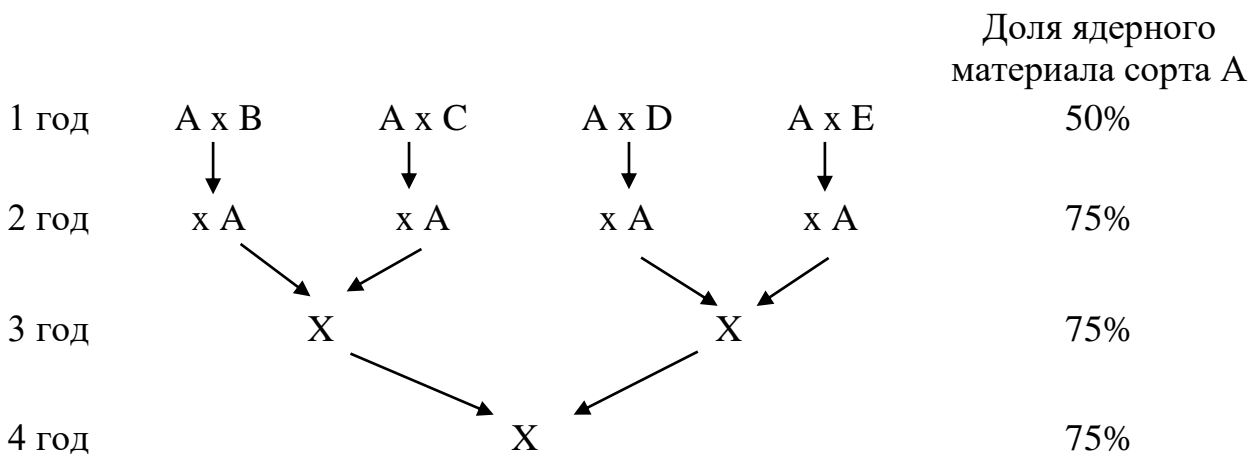 Доля ядерного
материала сорта А
1 год А х В А х С A x D А х Е 50%
2 год х А х А х А х А 75%
3 год Х Х 75%
4 год Х 75%